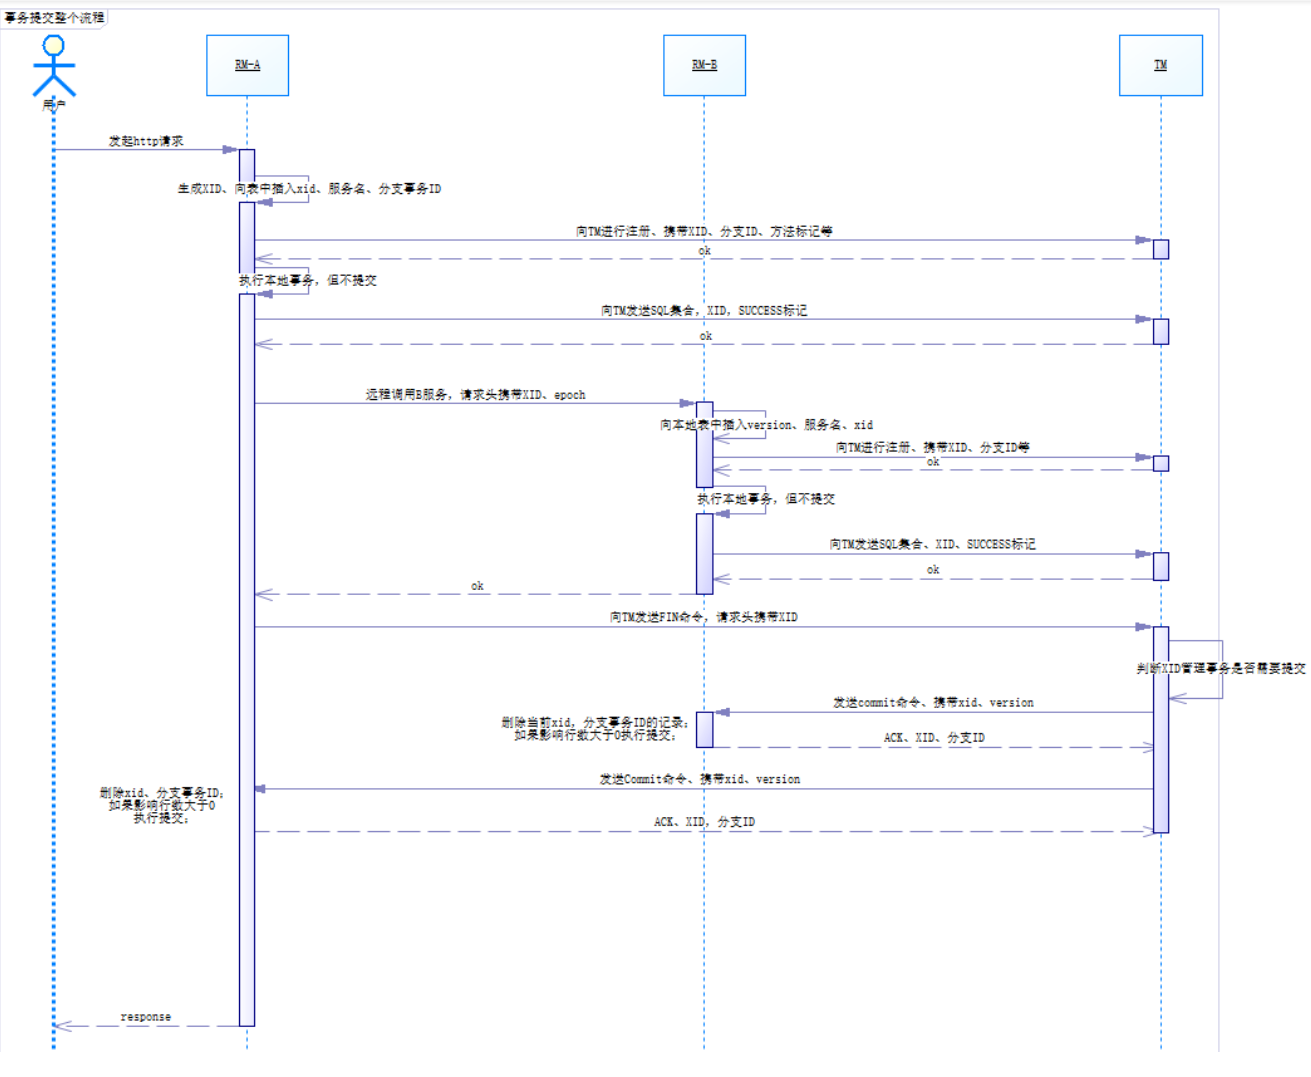 事务提交整个流程
用户
RM-A
RM-B
TM
发起http请求
生成XID、向表中插入xid、服务名、分支事务ID
向TM进行注册、携带XID、分支ID、方法标记等
ok
执行本地事务，但不提交
向TM发送SQL集合，XID，SUCCESS标记
ok
远程调用B服务，请求头携带XID、epoch
向本地表中插入version、服务名、xid
向TM进行注册、携带XID、分支ID等
ok
执行本地事务，但不提交
向TM发送SQL集合、XID、SUCCESS标记
ok
ok
向TM发送FIN命令，请求头携带XID
判断XID管理事务是否需要提交
发送commit命令、携带xid、version
删除当前xid，分支事务ID的记录；
如果影响行数大于0执行提交；
ACK、XID、分支ID
发送Commit命令、携带xid、version
删除xid、分支事务ID；
如果影响行数大于0
执行提交；
ACK、XID，分支ID
response